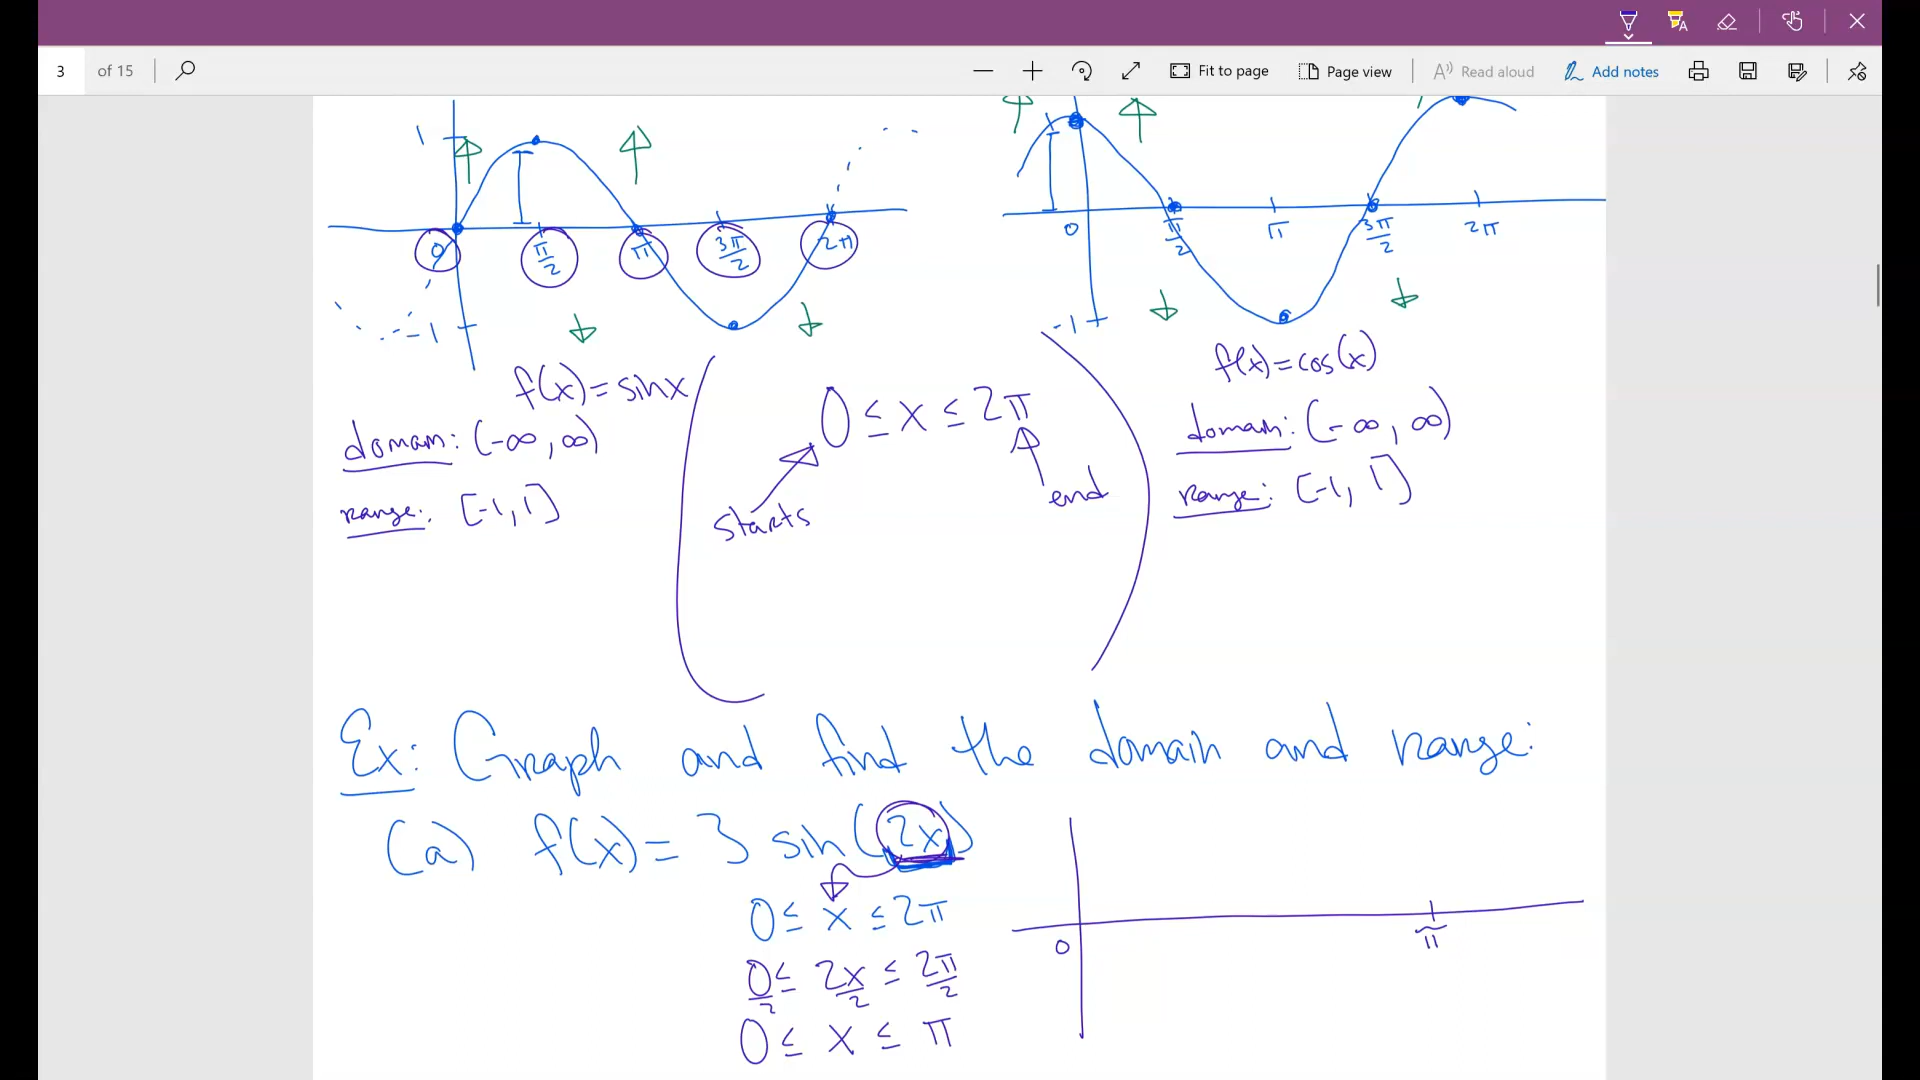 3 of 15 Fit to page Page view Read aloud Add notes
1
0 π/2 π 3π/2 2π
-1
0 π/2 π 3π/2 2π
-1
f(x)=sinx
domain: (-∞,∞)
range: [-1,1]
0 ≤ x ≤ 2π
starts
end
f(x)=cos(x)
domain: (-∞,∞)
range: [-1,1]
Ex: Graph and find the domain and range:
(a) f(x)= 3 sin(2x)
0 ≤ x ≤ 2π
0/2 ≤ 2x/2 ≤ 2π/2
0 ≤ x ≤ π
0 π